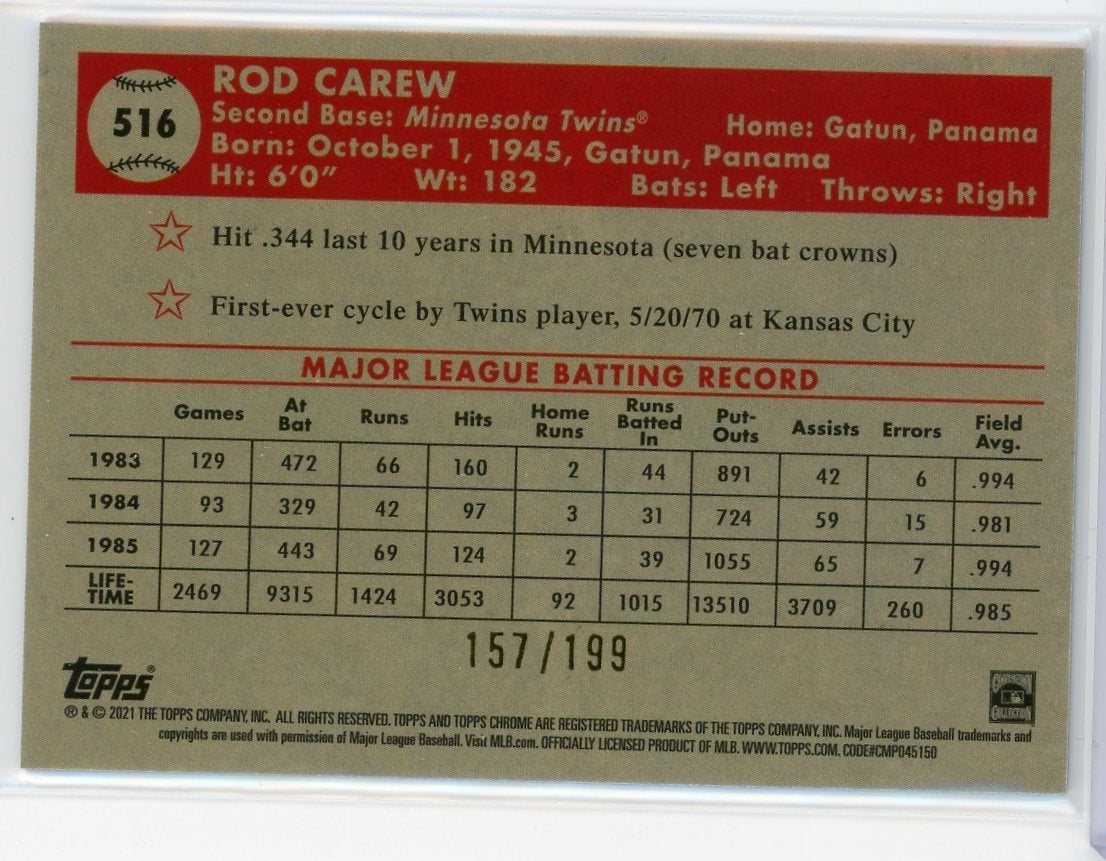 516
ROD CAREW
Second Base: Minnesota Twins® Home: Gatun, Panama
Born: October 1, 1945, Gatun, Panama
Ht: 6'0" Wt: 182 Bats: Left Throws: Right
Hit .344 last 10 years in Minnesota (seven bat crowns)
First-ever cycle by Twins player, 5/20/70 at Kansas City
MAJOR LEAGUE BATTING RECORD
Games At Bat Runs Hits Home Runs Runs Batted In Put-Outs Assists Errors Field Avg.
1983 129 472 66 160 2 44 891 42 6 .994
1984 93 329 42 97 3 31 724 59 15 .981
1985 127 443 69 124 2 39 1055 65 7 .994
LIFE-TIME 2469 9315 1424 3053 92 1015 13510 3709 260 .985
157/199
Topps®
® & © 2021 THE TOPPS COMPANY, INC. ALL RIGHTS RESERVED. TOPPS AND TOPPS CHROME ARE REGISTERED TRADEMARKS OF THE TOPPS COMPANY, INC. Major League Baseball trademarks and
copyrights are used with permission of Major League Baseball. Visit MLB.com. OFFICIALLY LICENSED PRODUCT OF MLB. WWW.TOPPS.COM. CODE#CMP045150
COOPERSTOWN
COLLECTION